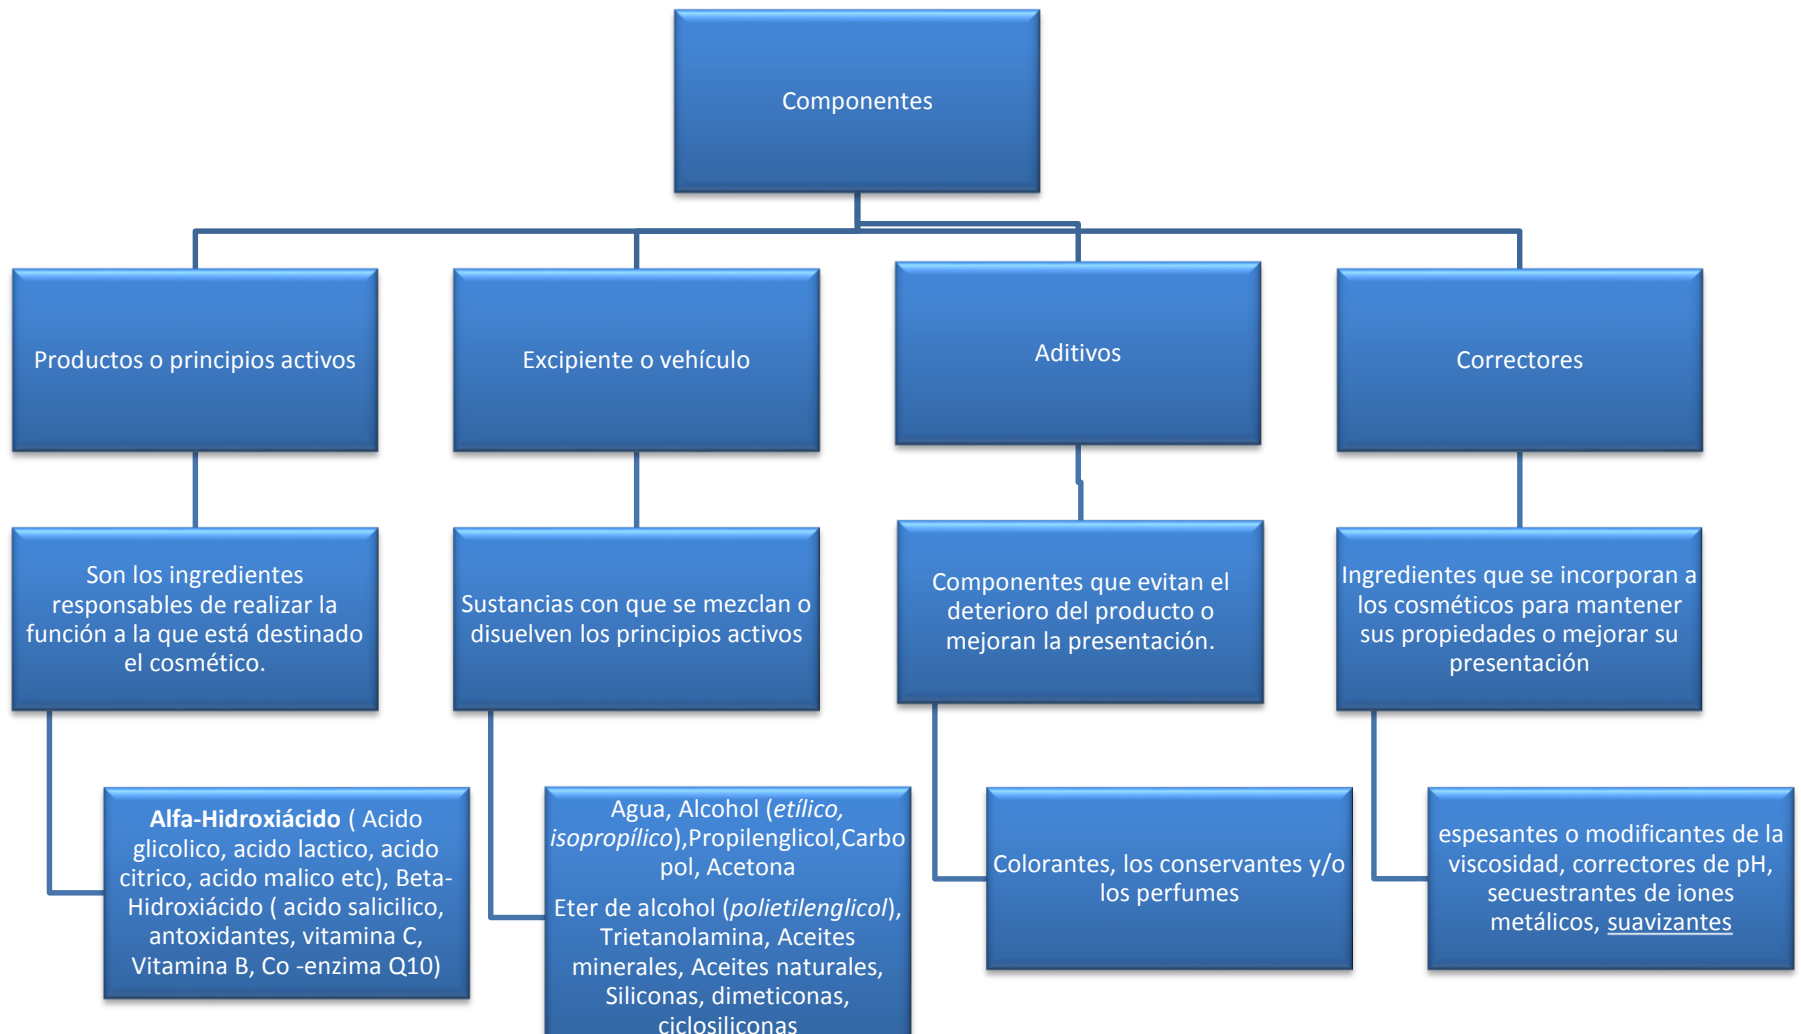 Componentes
Productos o principios activos
Excipiente o vehículo
Aditivos
Correctores
Son los ingredientes
responsables de realizar la
función a la que está destinado
el cosmético.
Sustancias con que se mezclan o
disuelven los principios activos
Componentes que evitan el
deterioro del producto o
mejoran la presentación.
Ingredientes que se incorporan a
los cosméticos para mantener
sus propiedades o mejorar su
presentación
Alfa-Hidroxiácido ( Acido
glicolico, acido lactico, acido
citrico, acido malico etc), Beta-
Hidroxiácido ( acido salicilico,
antoxidantes, vitamina C,
Vitamina B, Co -enzima Q10)
Agua, Alcohol (etílico,
isopropílico),Propilenglicol,Carbo
pol, Acetona
Eter de alcohol (polietilenglicol),
Trietanolamina, Aceites
minerales, Aceites naturales,
Siliconas, dimeticonas,
ciclosiliconas
Colorantes, los conservantes y/o
los perfumes
espesantes o modificantes de la
viscosidad, correctores de pH,
secuestrantes de iones
metálicos, suavizantes